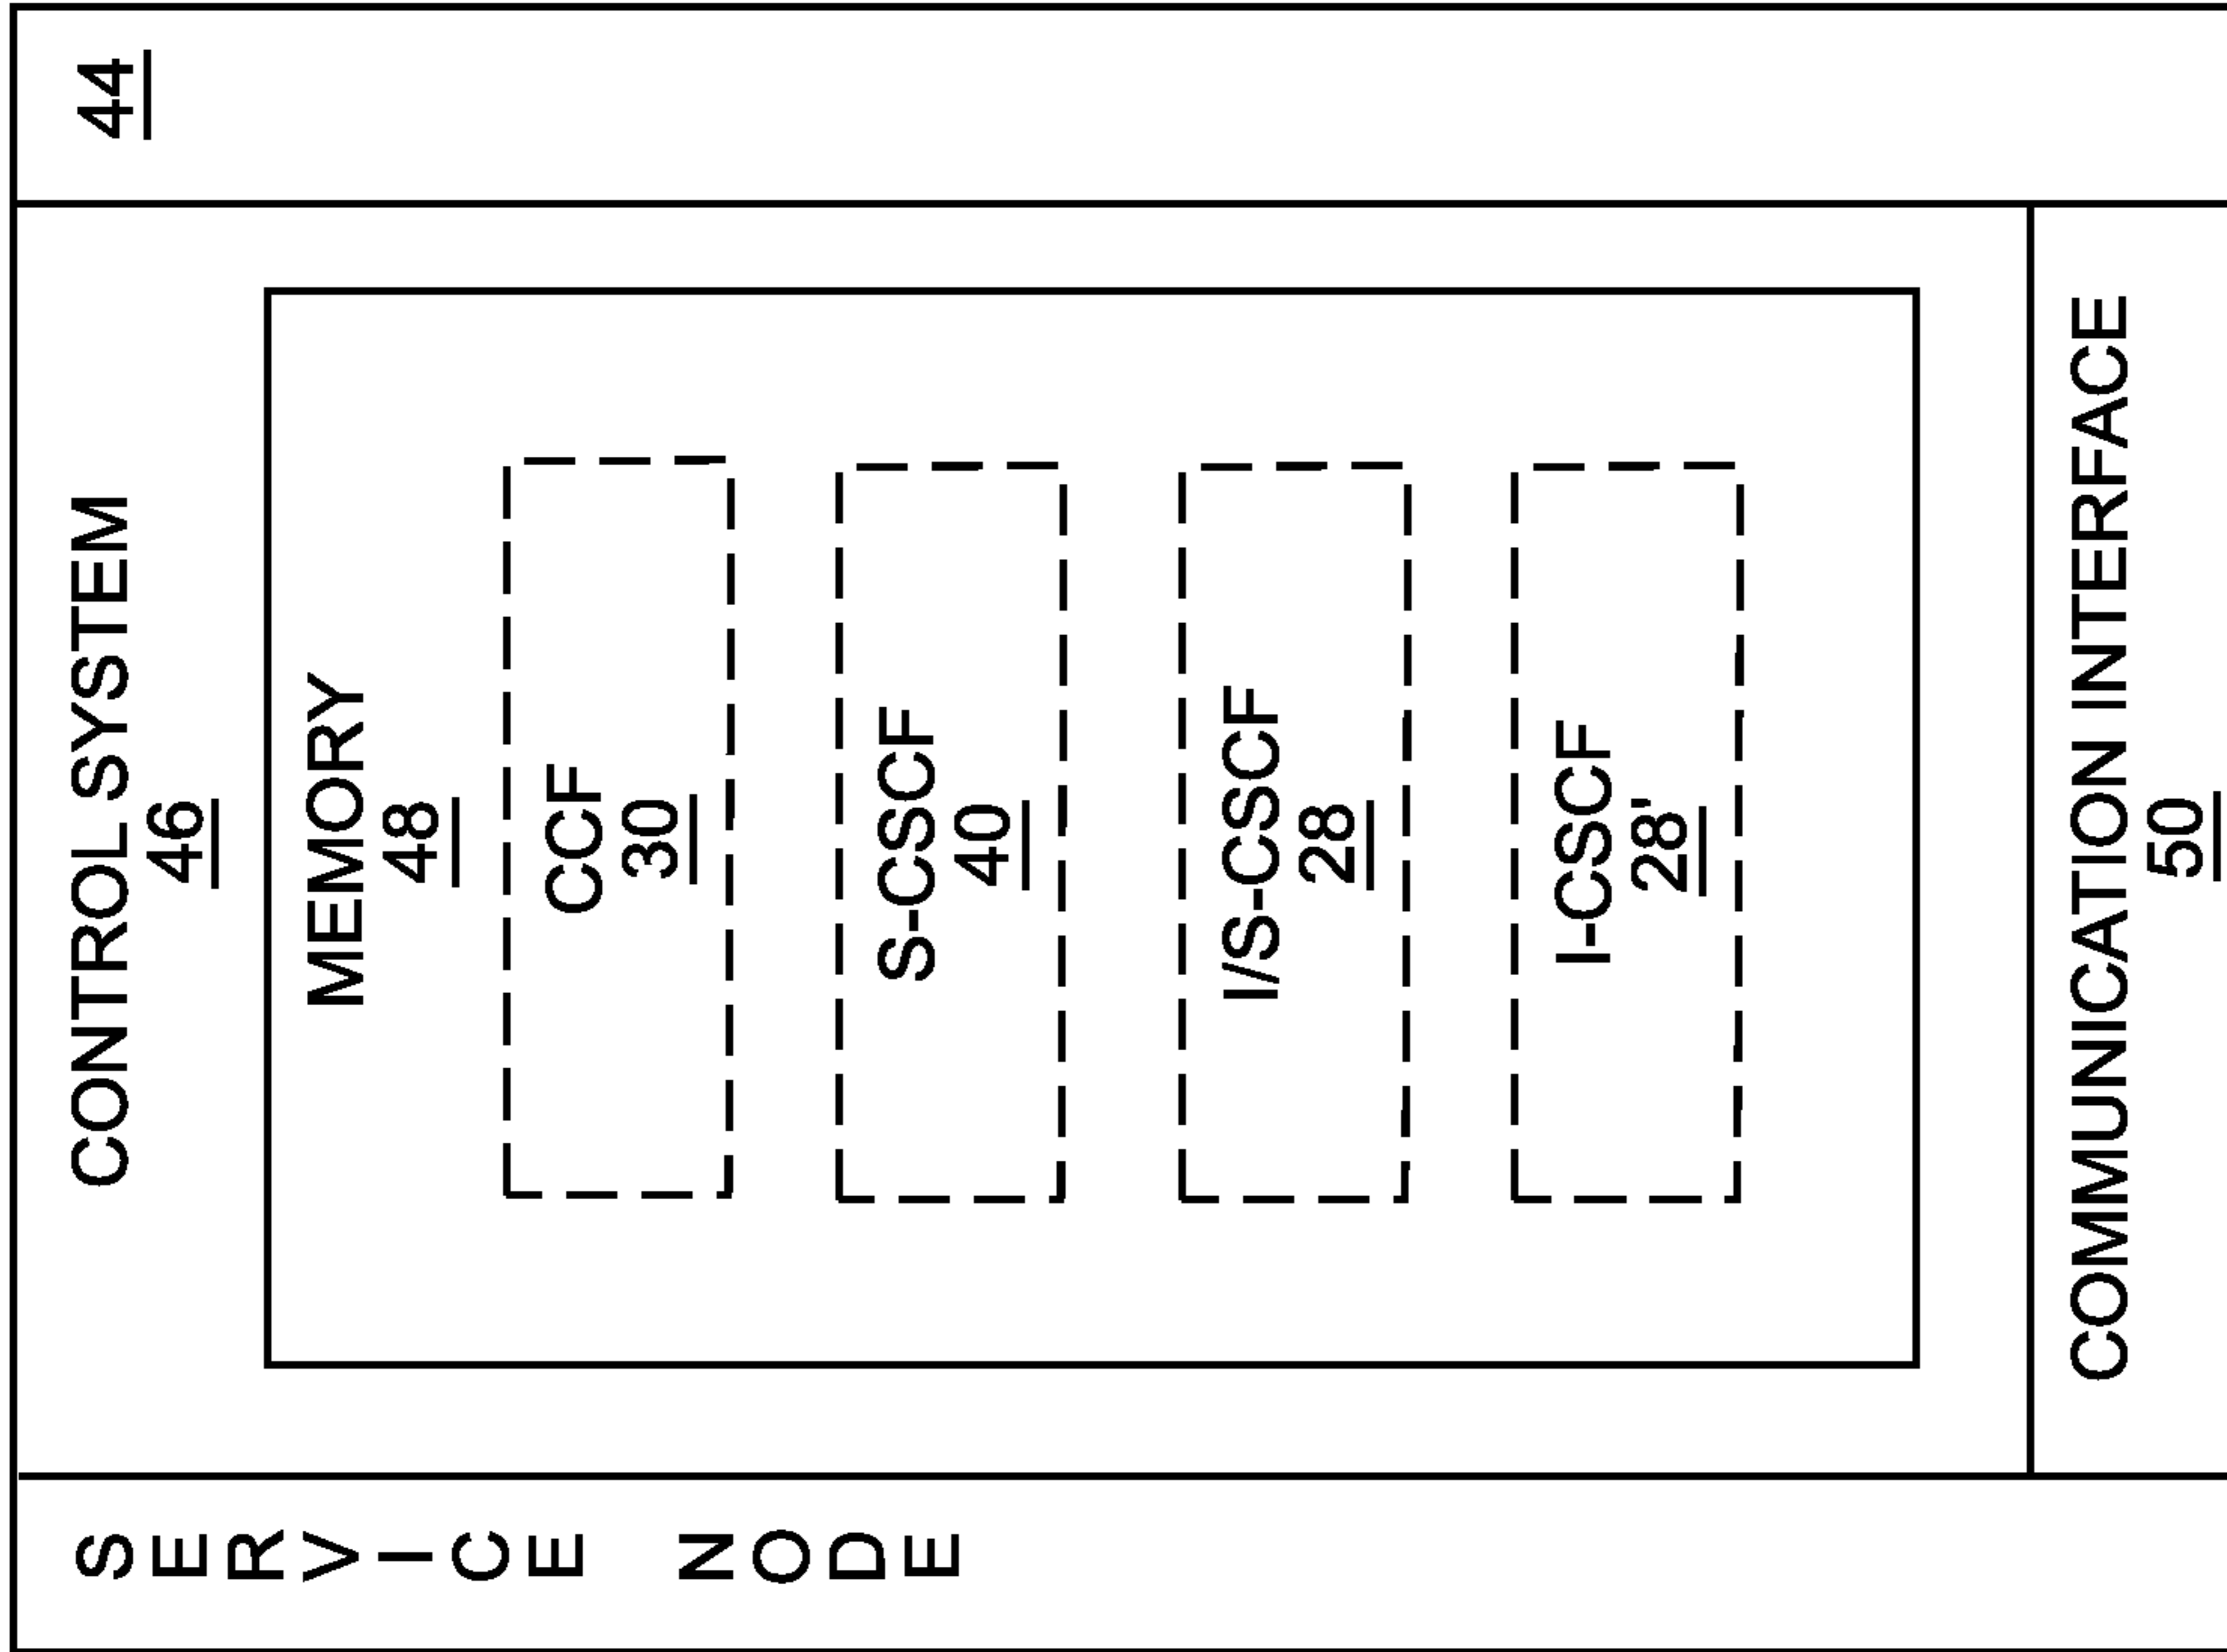 SERVICE NODE
44
CONTROL SYSTEM
46
MEMORY
48
CCF
30
S-CSCF
40
I/S-CSCF
28
I-CSCF
28'
COMMUNICATION INTERFACE
50